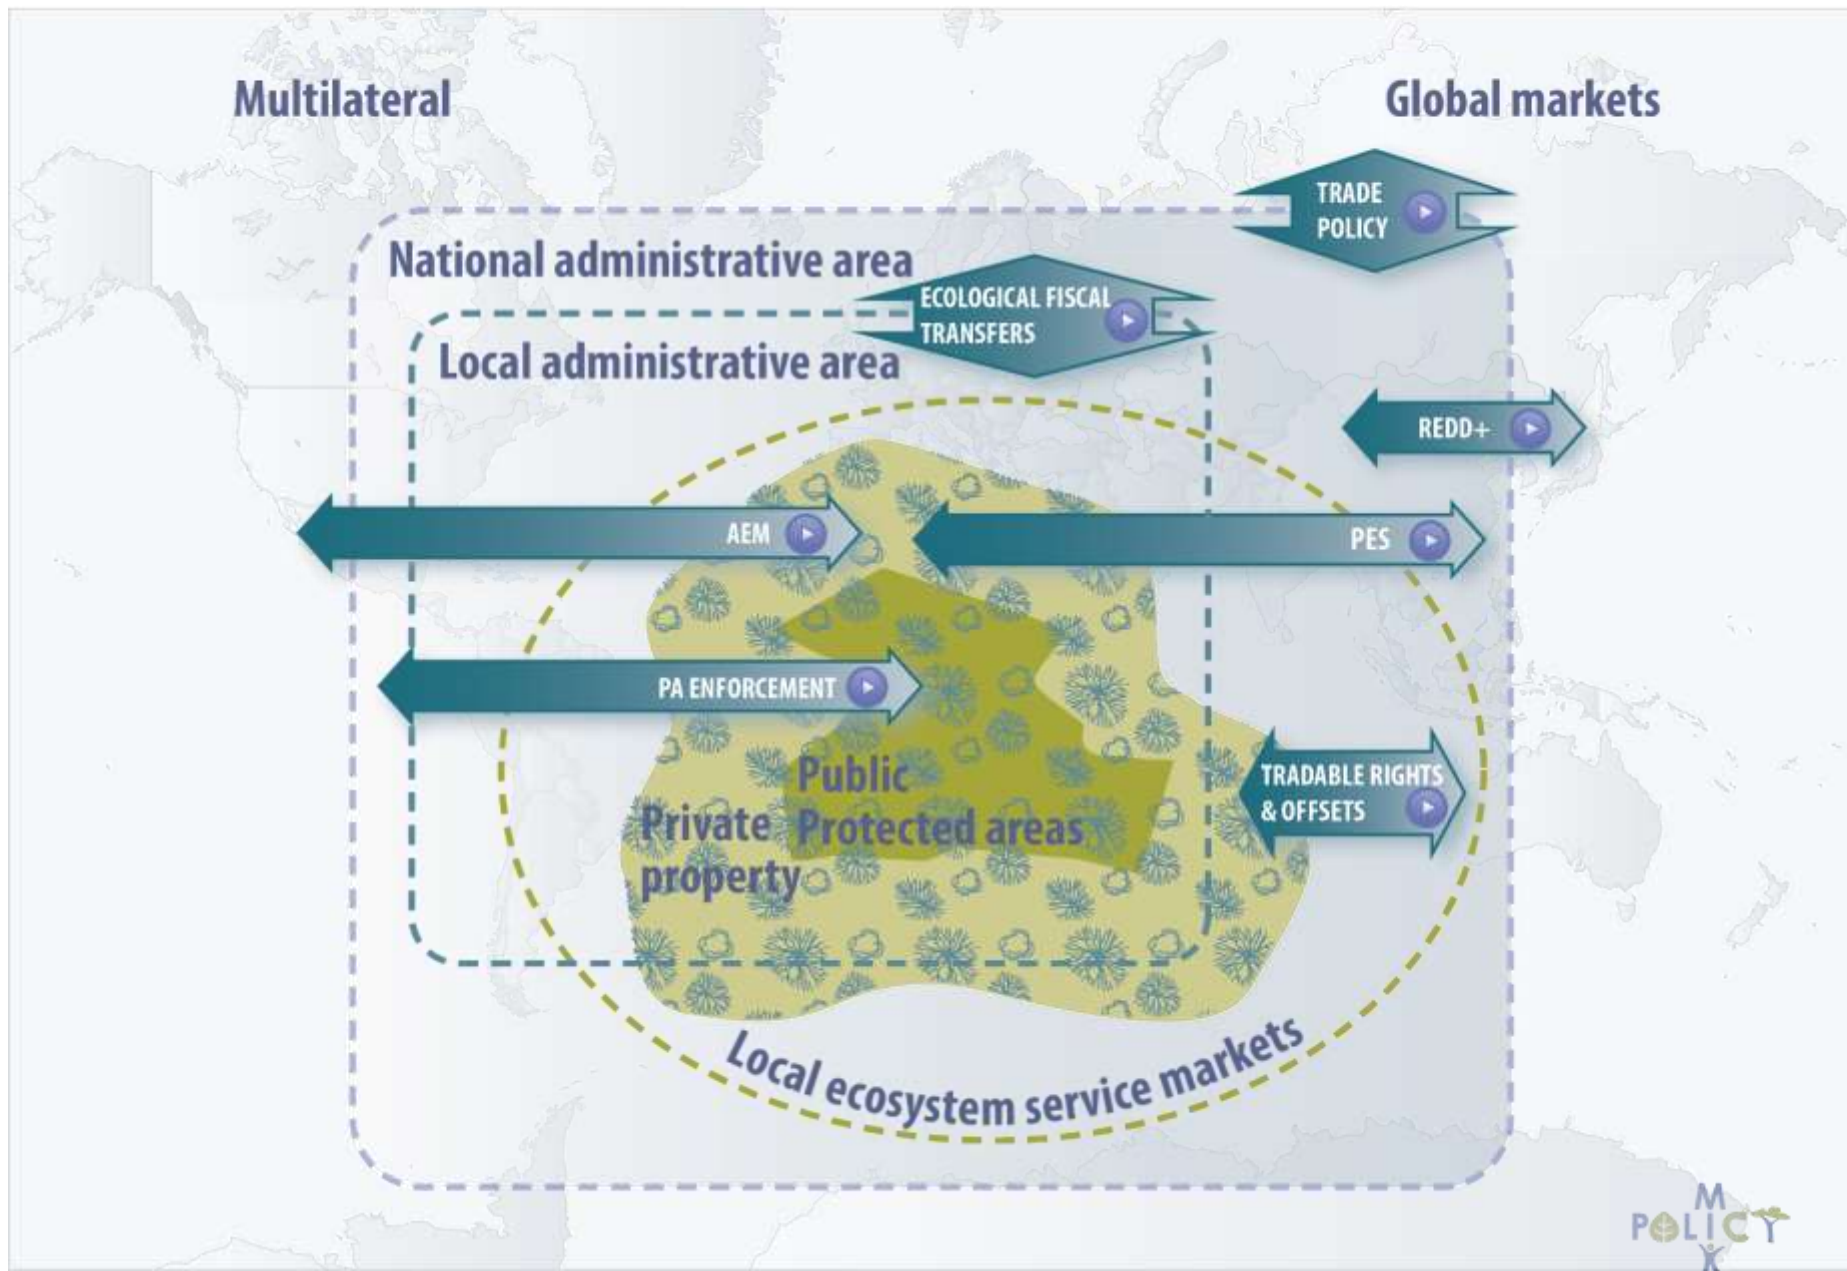 Multilateral
Global markets
TRADE
POLICY
National administrative area
ECOLOGICAL FISCAL
TRANSFERS
Local administrative area
REDD+
AEM
PES
PA ENFORCEMENT
Public
Protected areas
Private
property
TRADABLE RIGHTS
& OFFSETS
Local ecosystem service markets
POLICY
MIX